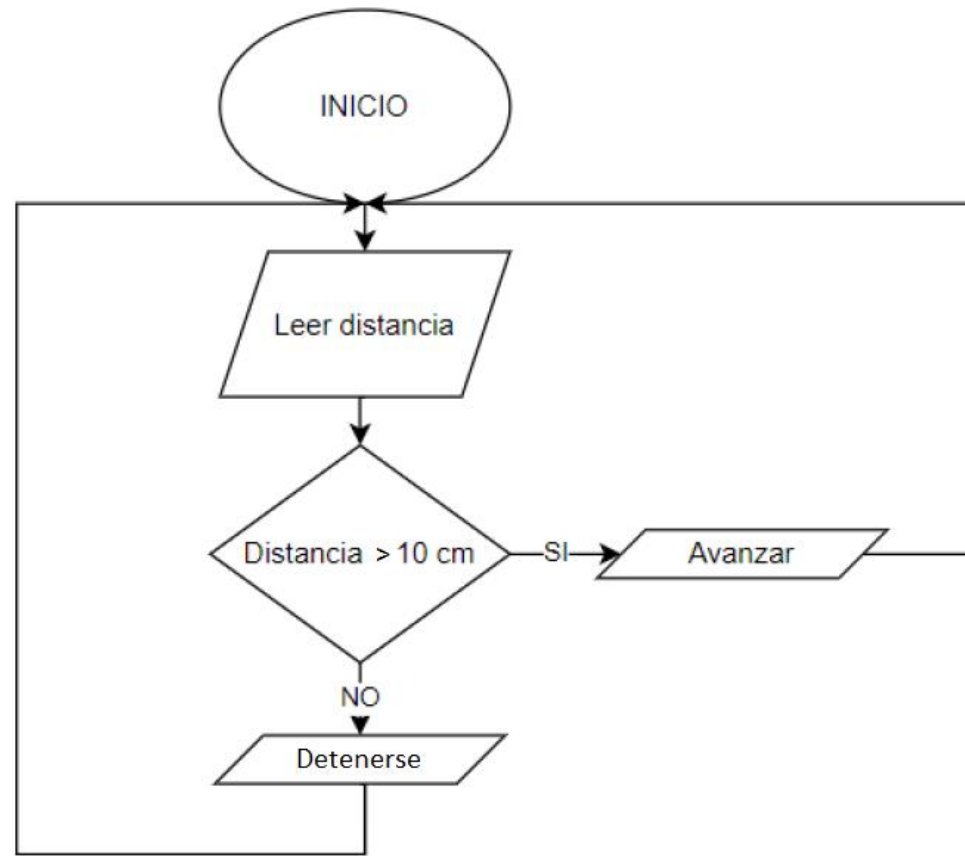 INICIO
Leer distancia
Distancia > 10 cm
SI
Avanzar
NO
Detenerse